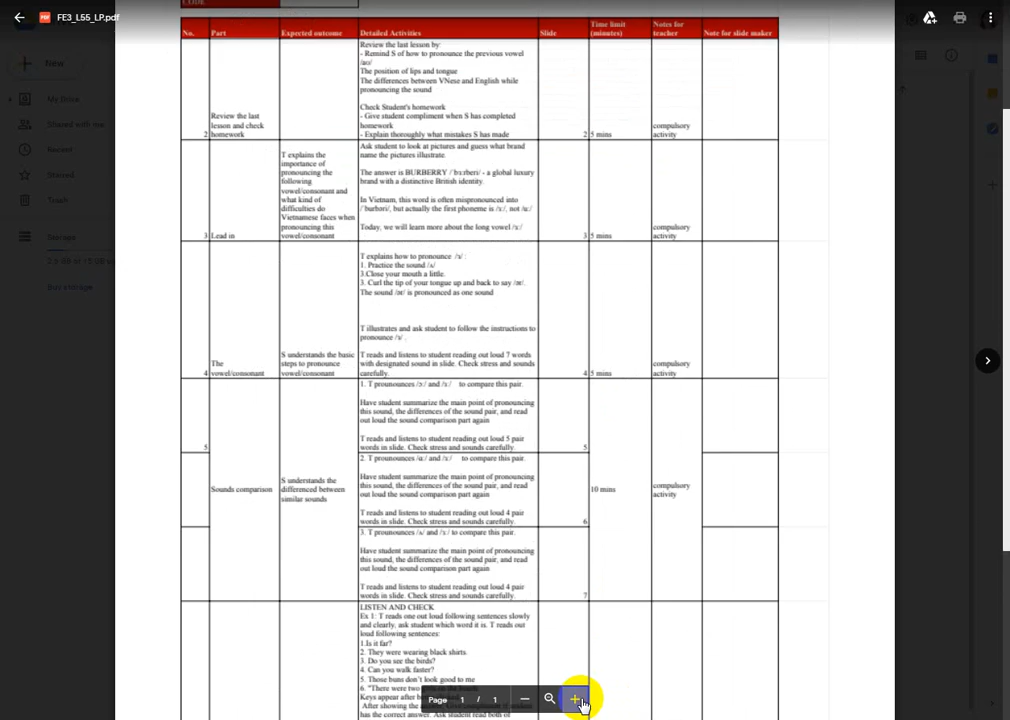 FE3_L55_LP.pdf
CODE
No. Part Expected outcome Detailed Activities Slide Time limit (minutes) Notes for teacher Note for slide maker
New
My Drive
Shared with me
Recent
Starred
Trash
Storage
Buy storage
2 Review the last
lesson and check
homework
Review the last lesson by:
- Remind S of how to pronounce the previous vowel
The position of lips and tongue
The differences between VNese and English while
pronouncing the sound
Check Student's homework
- Give student compliment when S has completed
homework
- Explain thoroughly what mistakes S has made
2 5 mins
compulsory
activity
3 Lead in
T explains the
importance of
pronouncing the
following
vowel/consonant and
what kind of
difficulties do
Vietnamese faces when
pronouncing this
vowel/consonant
Ask student to look at pictures and guess what brand
name the pictures illustrate.
The answer is BURBERRY /ˈbɜːrberi/ - a global luxury
brand with a distinctive British identity.
In Vietnam, this word is often mispronounced into
/ˈburbəri/, but actually the first phoneme is /ɜː/, not /u:/
Today, we will learn more about the long vowel /ɜː/
3 5 mins
compulsory
activity
4 The
vowel/consonant
S understands the basic
steps to pronounce
vowel/consonant
T explains how to pronounce
1. Practice the sound
3.Close your mouth a little.
3. Curl the tip of your tongue up and back to say
The sound is pronounced as one sound
T illustrates and ask student to follow the instructions to
pronounce
T reads and listens to student reading out loud 7 words
with designated sound in slide. Check stress and sounds
carefully.
4 5 mins
compulsory
activity
5
1. T prounounces /ɔː/ and /ɜː/ to compare this pair.
Have student summarize the main point of pronouncing
this sound, the differences of the sound pair, and read
out loud the sound comparison part again
T reads and listens to student reading out loud 5 pair
words in slide. Check stress and sounds carefully.
5
Sounds comparison
S understands the
differenced between
similar sounds
2. T prounounces /ɑː/ and /ɜː/ to compare this pair.
Have student summarize the main point of pronouncing
this sound, the differences of the sound pair, and read
out loud the sound comparison part again
T reads and listens to student reading out loud 4 pair
words in slide. Check stress and sounds carefully.
6
10 mins
compulsory
activity
3. T prounounces /ə/ and /ɜː/ to compare this pair.
Have student summarize the main point of pronouncing
this sound, the differences of the sound pair, and read
out loud the sound comparison part again
T reads and listens to student reading out loud 4 pair
words in slide. Check stress and sounds carefully.
7
LISTEN AND CHECK
Ex 1: T reads one out loud following sentences slowly
and clearly, ask student which word it is. T reads out
loud following sentences:
1.Is it far?
2. They were wearing black shirts.
3. Do you see the birds?
4. Can you walk faster?
5. Those buns don't look good to me
6. "There were two
Keys appear after
After showing the
has the correct answer. Ask student read both of
Page 1 / 1